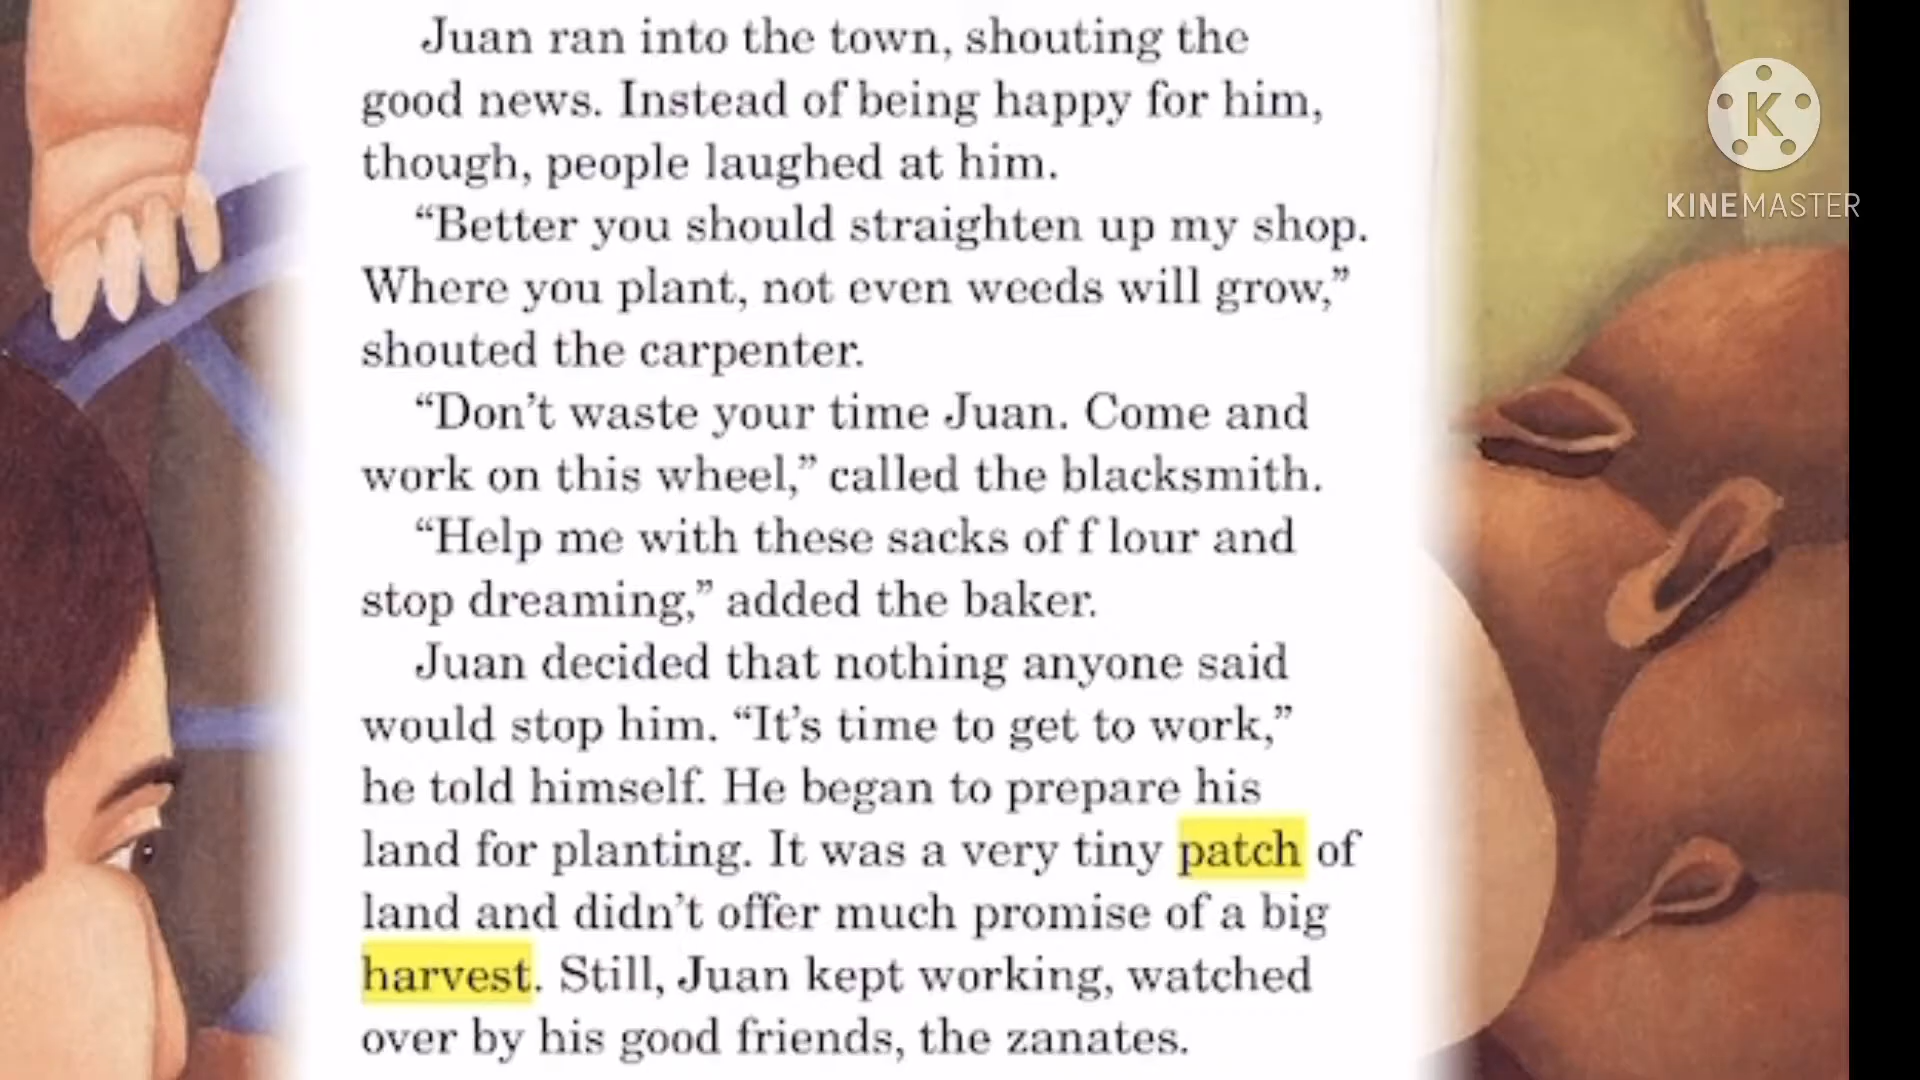 Juan ran into the town, shouting the
good news. Instead of being happy for him,
though, people laughed at him.
“Better you should straighten up my shop.
Where you plant, not even weeds will grow,”
shouted the carpenter.
“Don’t waste your time Juan. Come and
work on this wheel,” called the blacksmith.
“Help me with these sacks of f lour and
stop dreaming,” added the baker.
Juan decided that nothing anyone said
would stop him. “It’s time to get to work,”
he told himself. He began to prepare his
land for planting. It was a very tiny patch of
land and didn’t offer much promise of a big
harvest. Still, Juan kept working, watched
over by his good friends, the zanates.
K
KINEMASTER